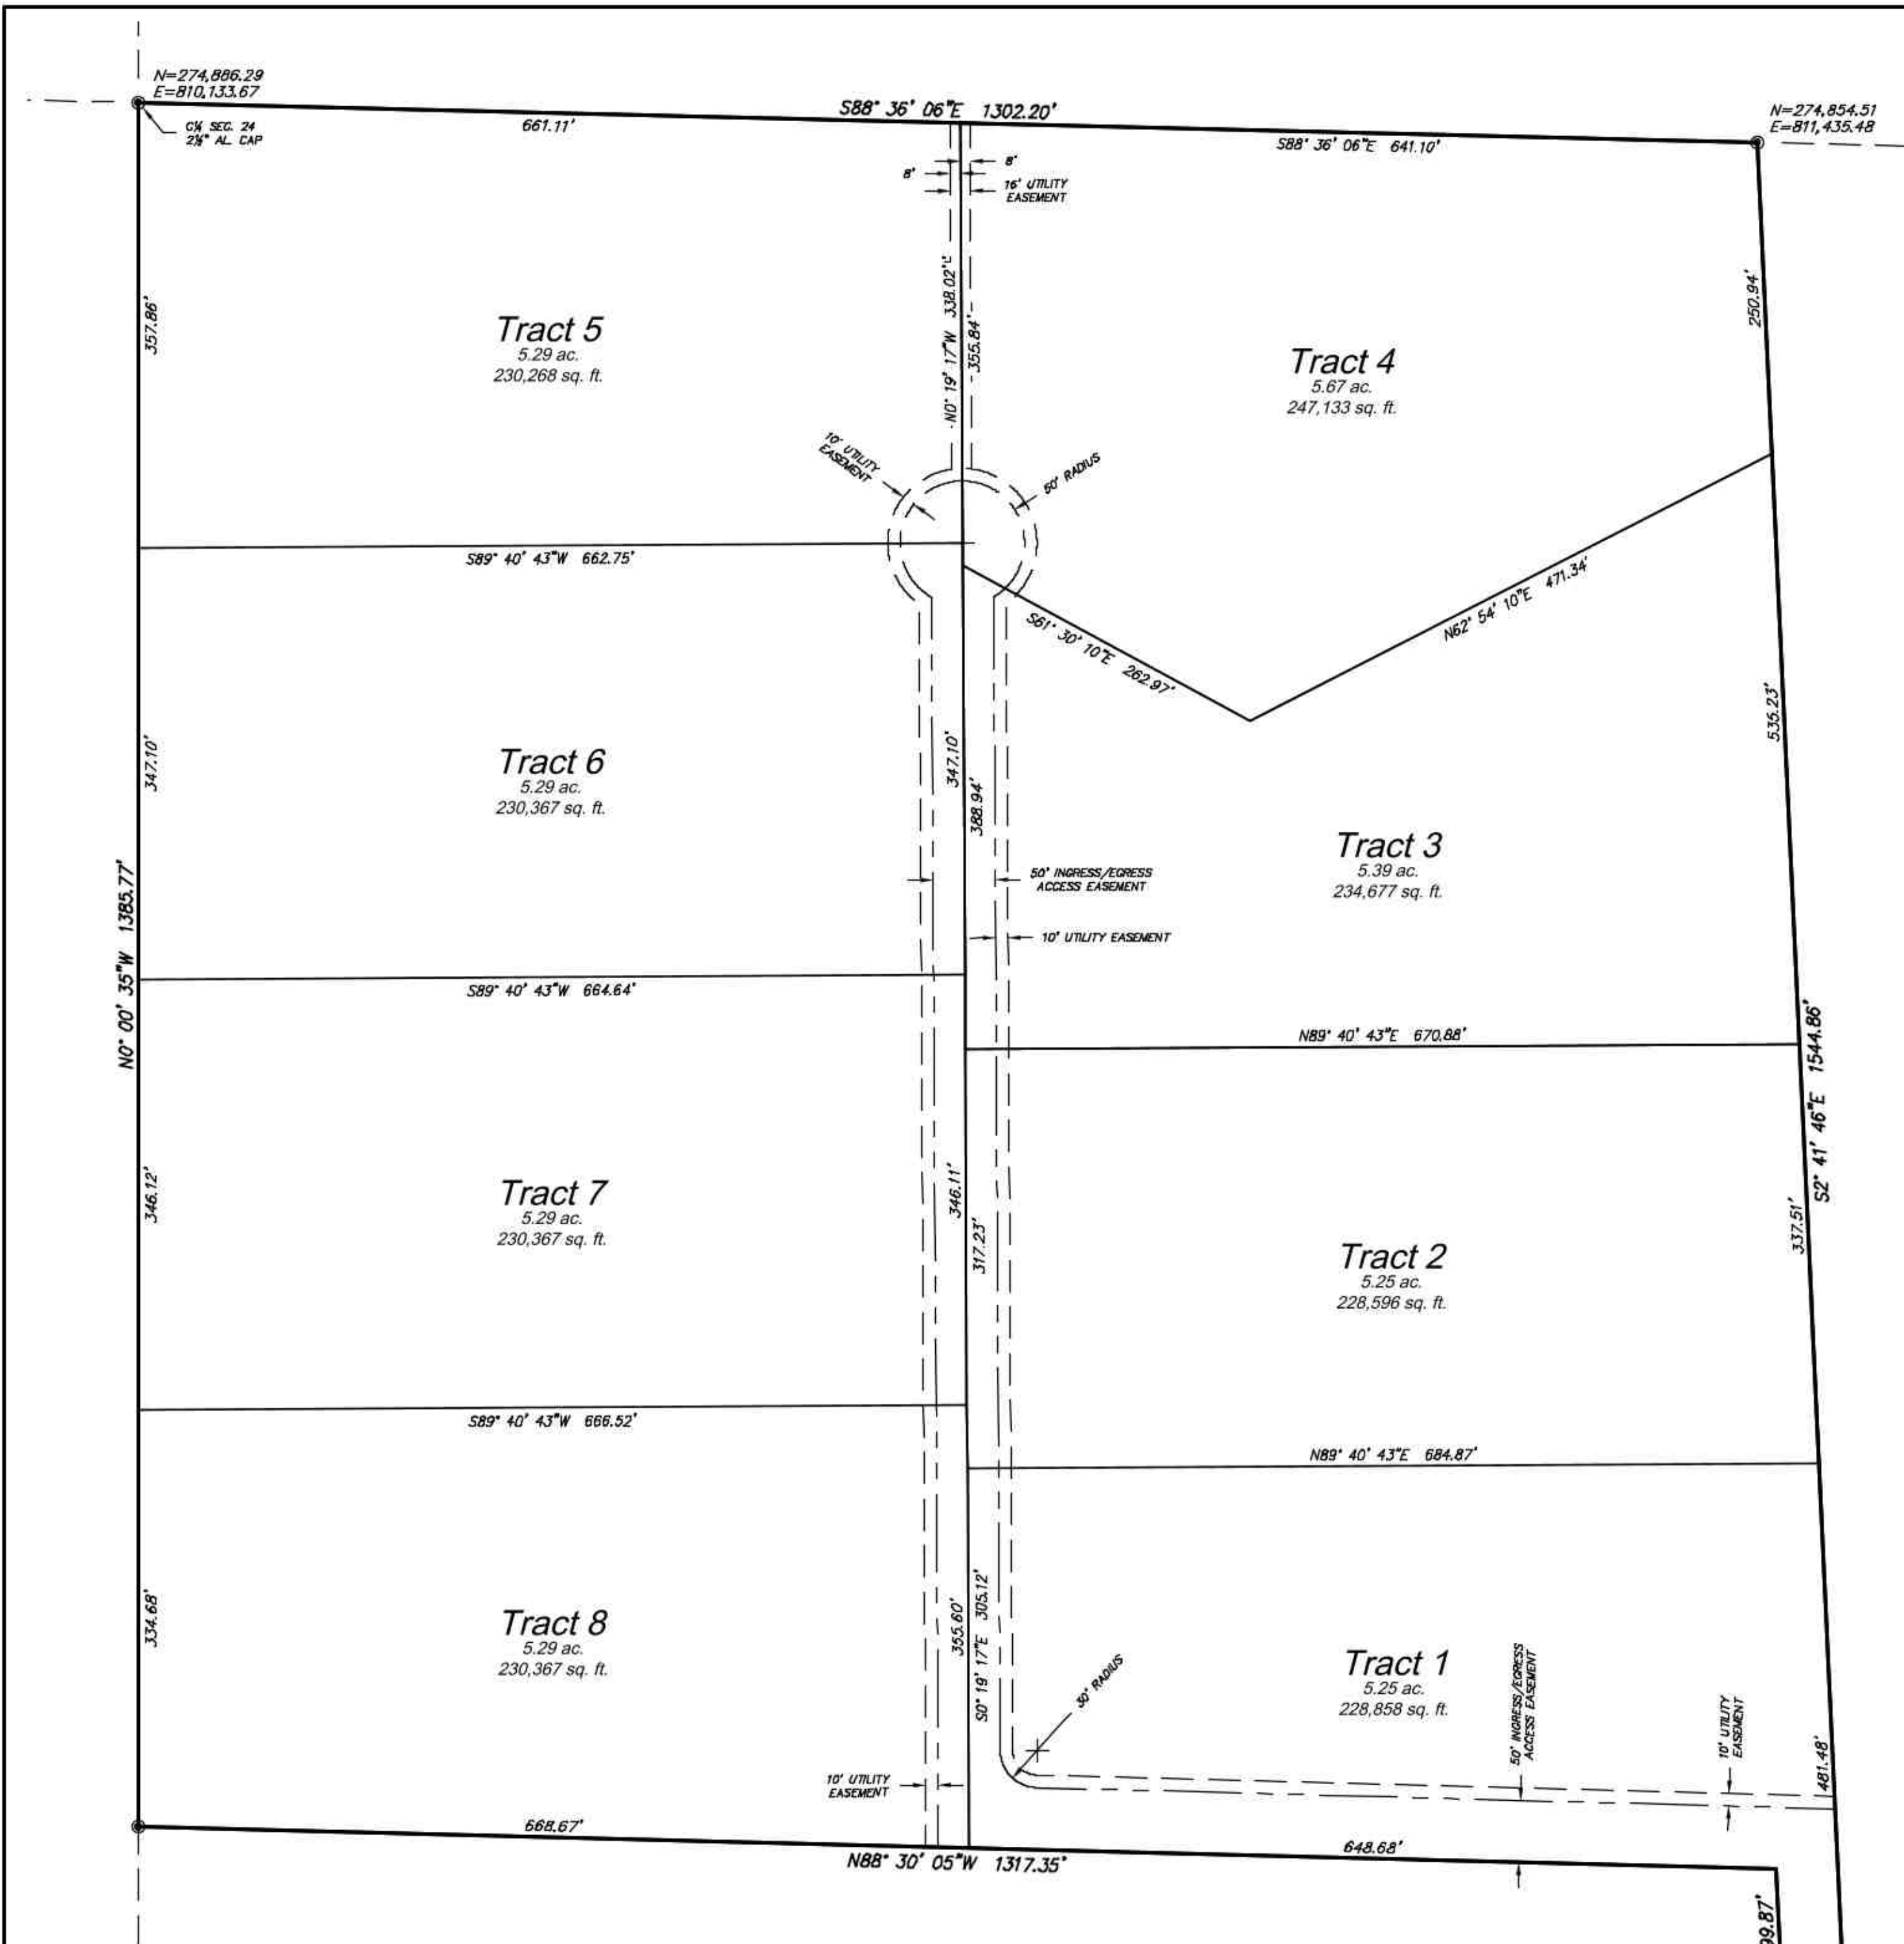 N=274,886.29
E=810,133.67
C¼ SEC. 24
2½" AL. CAP
661.11'
S88° 36' 06"E 1302.20'
S88° 36' 06"E 641.10'
N=274,854.51
E=811,435.48
8'
8'
16' UTILITY
EASEMENT
N0° 19' 17"W 338.02'
355.84'
357.86'
Tract 5
5.29 ac.
230,268 sq. ft.
Tract 4
5.67 ac.
247,133 sq. ft.
250.94'
10' UTILITY
EASEMENT
50' RADIUS
S89° 40' 43"W 662.75'
S61° 30' 10"E 262.97'
N62° 54' 10"E 471.34'
347.10'
Tract 6
5.29 ac.
230,367 sq. ft.
347.10'
388.94'
535.23'
50' INGRESS/EGRESS
ACCESS EASEMENT
10' UTILITY EASEMENT
Tract 3
5.39 ac.
234,677 sq. ft.
N0° 00' 35"W 1385.77'
S89° 40' 43"W 664.64'
N89° 40' 43"E 670.88'
S2° 41' 46"E 1544.86'
346.12'
Tract 7
5.29 ac.
230,367 sq. ft.
346.11'
317.23'
Tract 2
5.25 ac.
228,596 sq. ft.
337.51'
S89° 40' 43"W 666.52'
N89° 40' 43"E 684.87'
334.68'
Tract 8
5.29 ac.
230,367 sq. ft.
355.60'
S0° 19' 17"E 305.12'
30' RADIUS
Tract 1
5.25 ac.
228,858 sq. ft.
50' INGRESS/EGRESS
ACCESS EASEMENT
10' UTILITY
EASEMENT
481.48'
10' UTILITY
EASEMENT
668.67'
N88° 30' 05"W 1317.35'
648.68'
99.87'